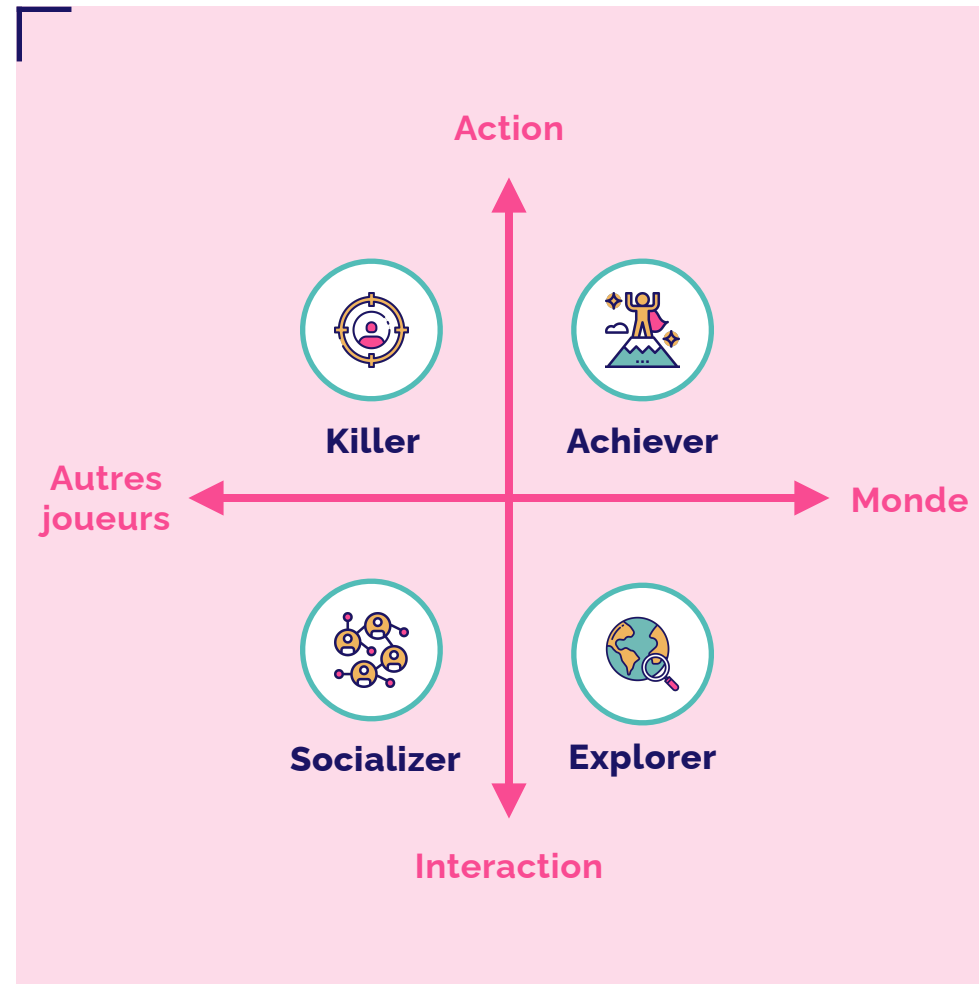 Action
Killer
Achiever
Autres
joueurs
Monde
Socializer
Explorer
Interaction